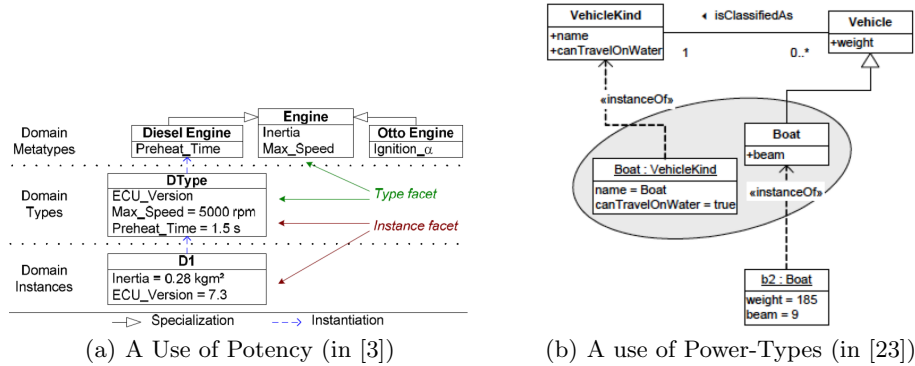 Domain
Metatypes
Engine
Inertia
Max_Speed
Diesel Engine
Preheat_Time
Otto Engine
Ignition_α
Domain
Types
DType
ECU_Version
Max_Speed = 5000 rpm
Preheat_Time = 1.5 s
Type facet
Instance facet
Domain
Instances
D1
Inertia = 0.28 kgm²
ECU_Version = 7.3
Specialization
Instantiation
(a) A Use of Potency (in [3])
VehicleKind
+name
+canTravelOnWater
isClassifiedAs
1
0..*
Vehicle
+weight
«instanceOf»
Boat : VehicleKind
name = Boat
canTravelOnWater = true
Boat
+beam
«instanceOf»
b2 : Boat
weight = 185
beam = 9
(b) A use of Power-Types (in [23])